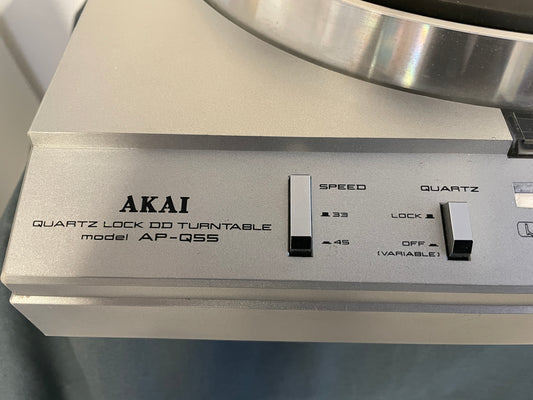 AKAI
QUARTZ LOCK DD TURNTABLE
model AP-Q55
SPEED
33
45
QUARTZ
LOCK
OFF
(VARIABLE)